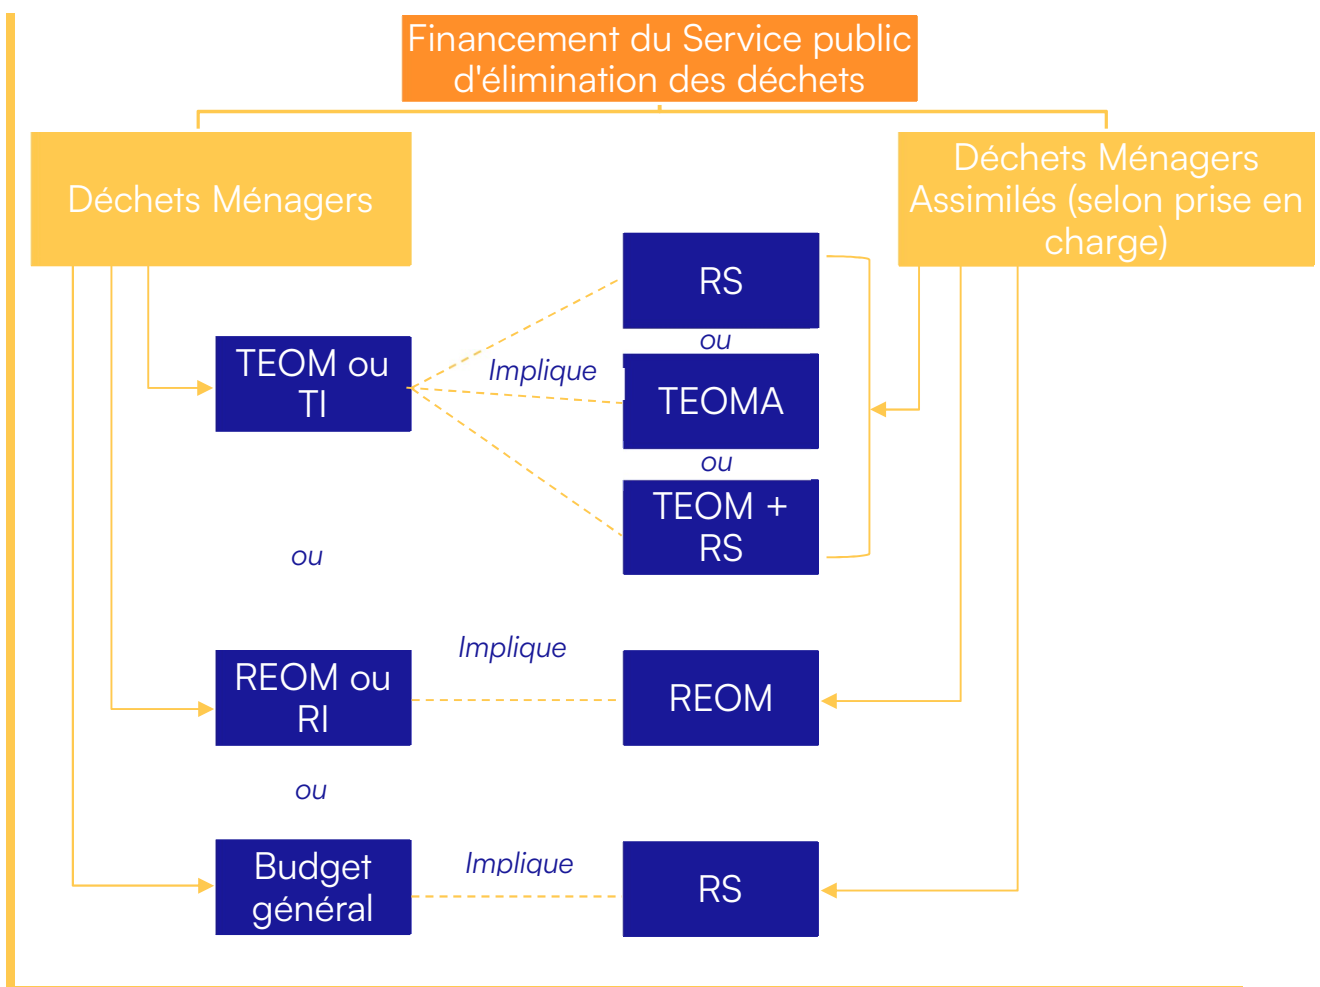 Financement du Service public
d'élimination des déchets
Déchets Ménagers
Déchets Ménagers
Assimilés (selon prise en
charge)
RS
ou
TEOM ou
TI
Implique
TEOMA
ou
TEOM +
RS
ou
Implique
REOM ou
RI
REOM
ou
Implique
Budget
général
RS